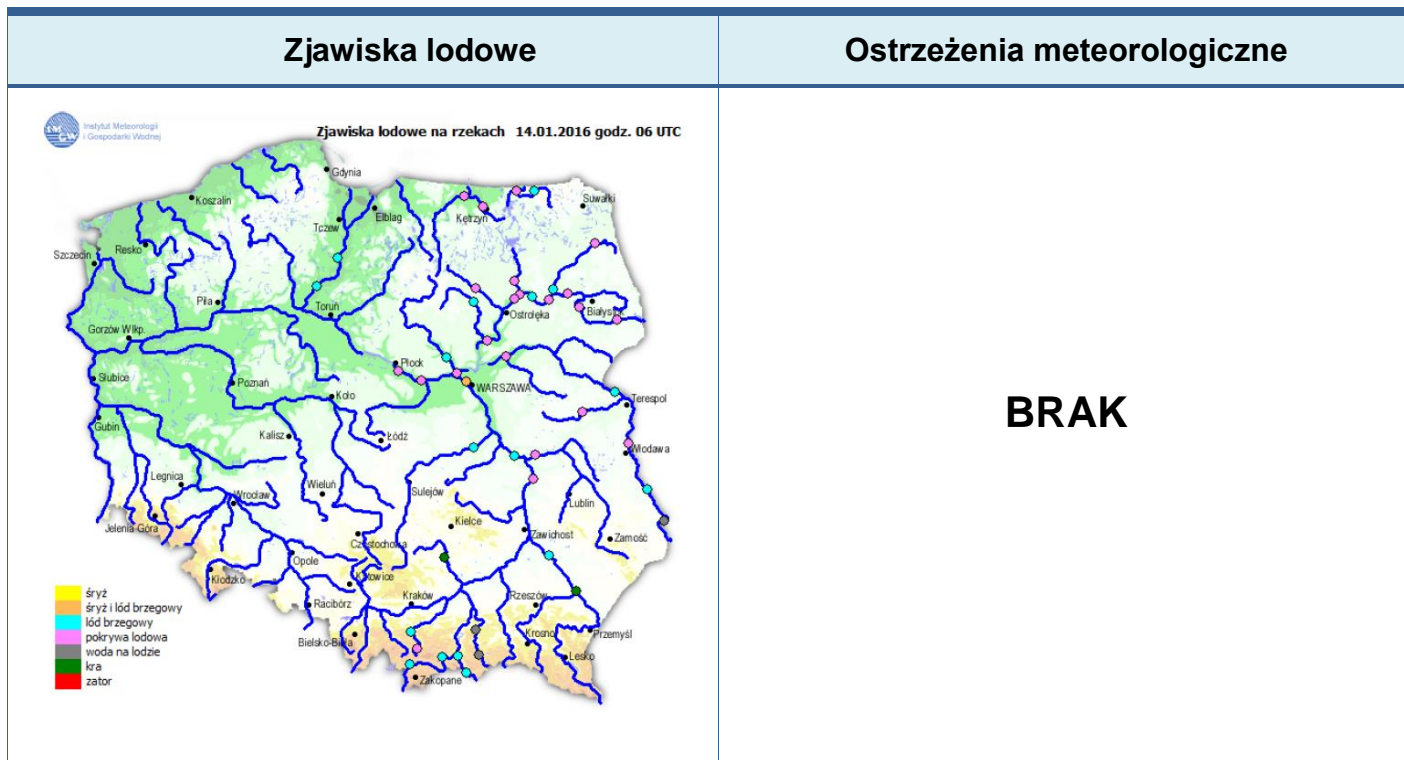 Zjawiska lodowe
Ostrzeżenia meteorologiczne
Instytut Meteorologii
i Gospodarki Wodnej
IMGW
Zjawiska lodowe na rzekach 14.01.2016 godz. 06 UTC
Gdynia
Koszalin
Suwałki
Elbląg
Kętrzyn
Tczew
Resko
Szczecin
Piła
Toruń
Ostrołęka
Białystok
Gorzów Wlkp.
Płock
Słubice
Poznań
WARSZAWA
Koło
Terespol
Gubin
Kalisz
Łódź
Włodawa
Legnica
Wrocław
Wieluń
Sulejów
Lublin
Jelenia-Góra
Kielce
Zawichost
Zamość
Częstochowa
Opole
Kłodzko
Katowice
Racibórz
Kraków
Rzeszów
Bielsko-Biała
Krosno
Przemyśl
Lesko
Zakopane
śryż
śryż i lód brzegowy
lód brzegowy
pokrywa lodowa
woda na lodzie
kra
zator
BRAK